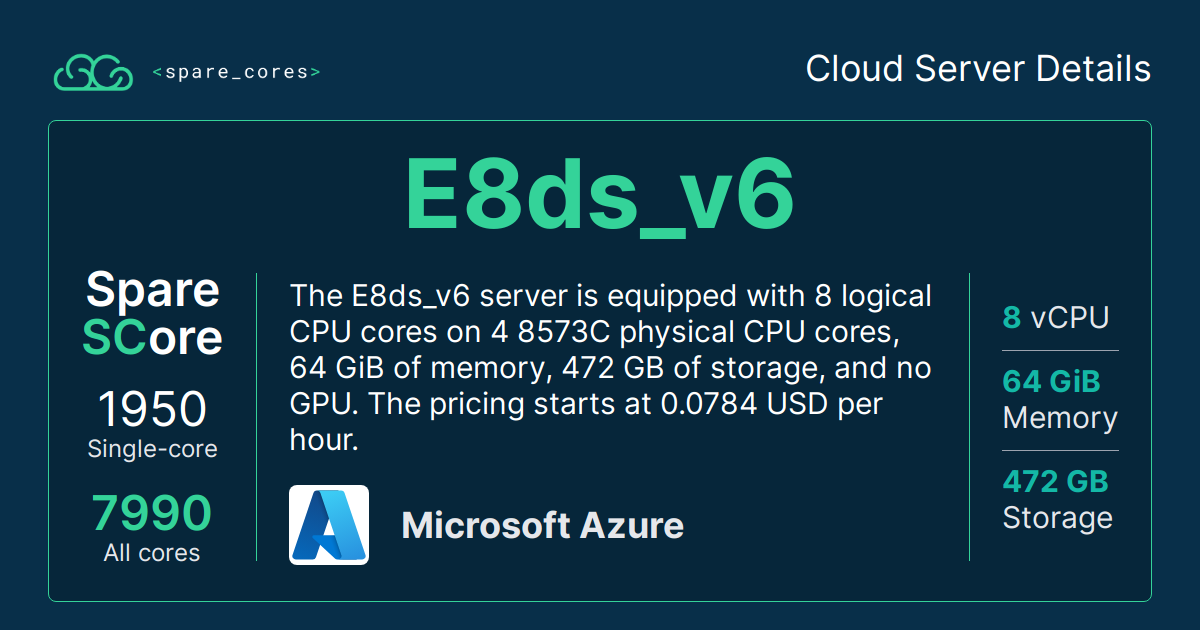 <spare_cores>
Cloud Server Details
E8ds_v6
Spare
SCore
1950
Single-core
7990
All cores
The E8ds_v6 server is equipped with 8 logical
CPU cores on 4 8573C physical CPU cores,
64 GiB of memory, 472 GB of storage, and no
GPU. The pricing starts at 0.0784 USD per
hour.
Microsoft Azure
8 vCPU
64 GiB
Memory
472 GB
Storage